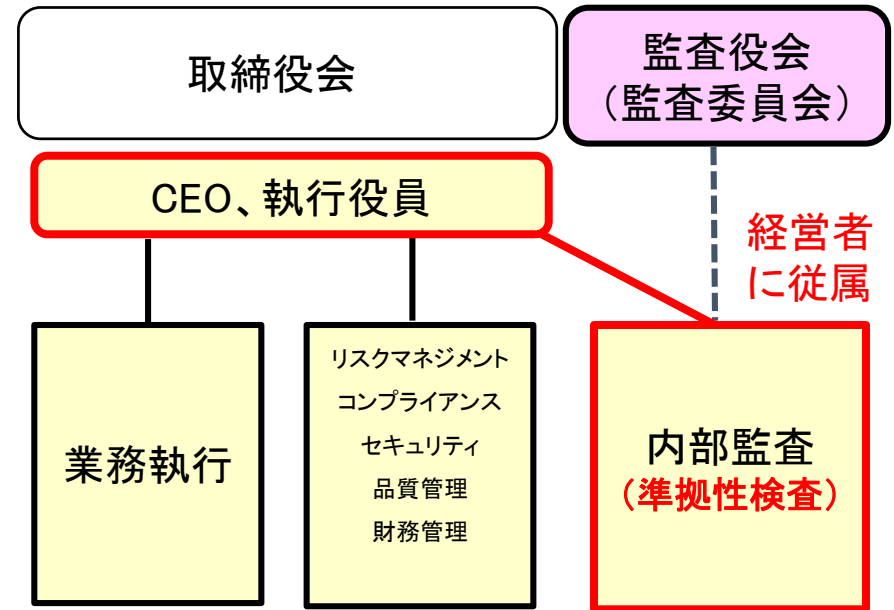 取締役会
監査役会
（監査委員会）
CEO、執行役員
経営者
に従属
業務執行
リスクマネジメント
コンプライアンス
セキュリティ
品質管理
財務管理
内部監査
（準拠性検査）